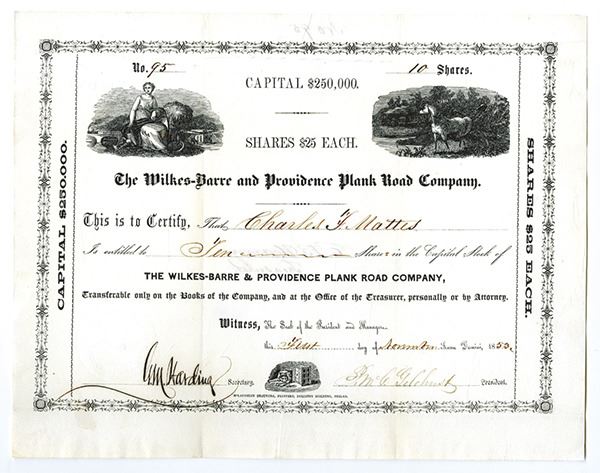 No. 95
CAPITAL $250,000.
10 Shares.
SHARES $25 EACH.
The Wilkes-Barre and Providence Plank Road Company.
This is to Certify, That Charles F. Mattes
Is entitled to Ten Shares in the Capital Stock of
THE WILKES-BARRE & PROVIDENCE PLANK ROAD COMPANY,
Transferable only on the Books of the Company, and at the Office of the Treasurer, personally or by Attorney.
Witness, The Seal of the President and Managers
this First day of November Anno Domini, 1853.
Harding Secretary.
Gilchrist President.
CAPITAL $250,000.
SHARES $25 EACH.